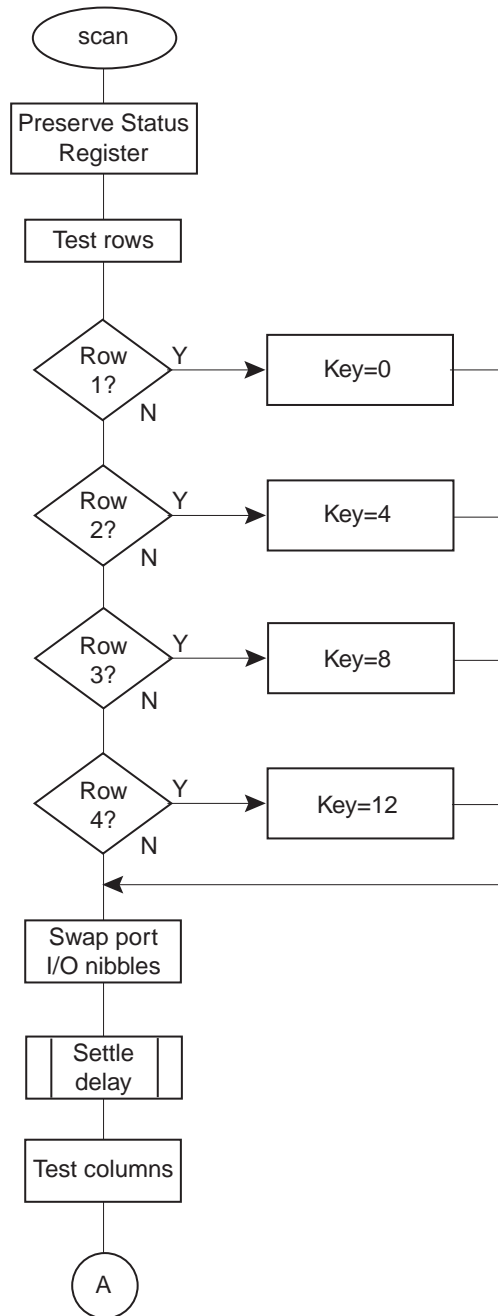 scan
Preserve Status
Register
Test rows
Row
1?
Y
N
Key=0
Row
2?
Y
N
Key=4
Row
3?
Y
N
Key=8
Row
4?
Y
N
Key=12
Swap port
I/O nibbles
Settle
delay
Test columns
A